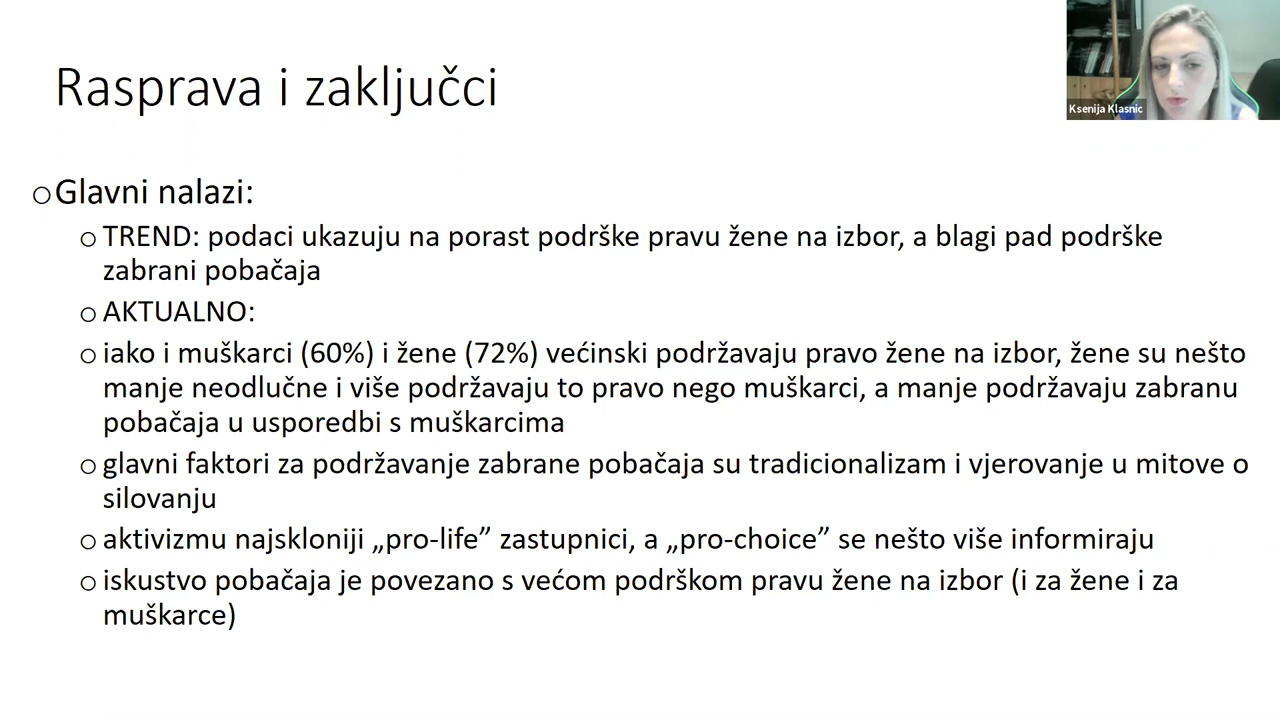 Rasprava i zaključci
Ksenija Klasnic
Glavni nalazi:
TREND: podaci ukazuju na porast podrške pravu žene na izbor, a blagi pad podrške
zabrani pobačaja
AKTUALNO:
iako i muškarci (60%) i žene (72%) većinski podržavaju pravo žene na izbor, žene su nešto
manje neodlučne i više podržavaju to pravo nego muškarci, a manje podržavaju zabranu
pobačaja u usporedbi s muškarcima
glavni faktori za podržavanje zabrane pobačaja su tradicionalizam i vjerovanje u mitove o
silovanju
aktivizmu najskloniji „pro-life” zastupnici, a „pro-choice” se nešto više informiraju
iskustvo pobačaja je povezano s većom podrškom pravu žene na izbor (i za žene i za
muškarce)